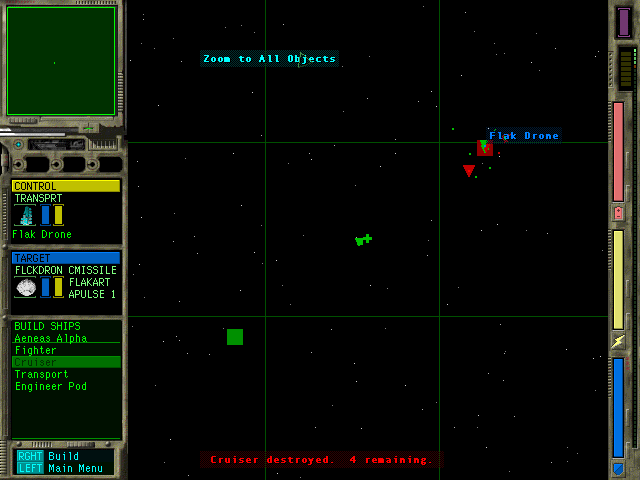 Zoom to All Objects
Flak Drone
CONTROL
TRANSPRT
Flak Drone
TARGET
FLCKDRON CMISSILE
FLAKART
APULSE 1
BUILD SHIPS
Aeneas Alpha
Fighter
Cruiser
Transport
Engineer Pod
RGHT Build
LEFT Main Menu
Cruiser destroyed. 4 remaining.